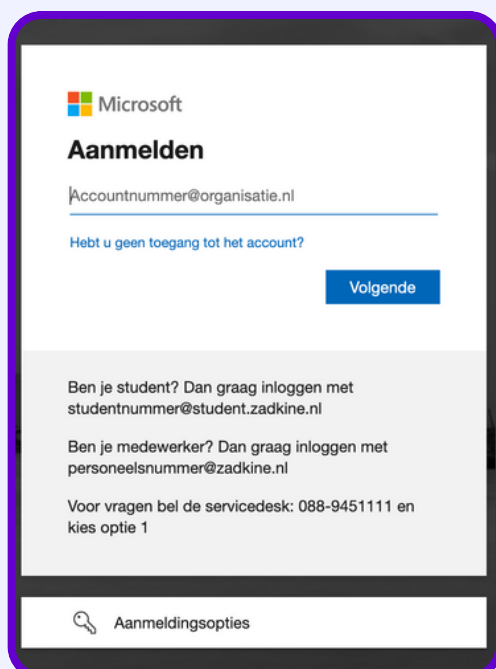 Microsoft
Aanmelden
Accountnummer@organisatie.nl
Hebt u geen toegang tot het account?
Volgende
Ben je student? Dan graag inloggen met
studentnummer@student.zadkine.nl
Ben je medewerker? Dan graag inloggen met
personeelsnummer@zadkine.nl
Voor vragen bel de servicedesk: 088-9451111 en
kies optie 1
Aanmeldingsopties